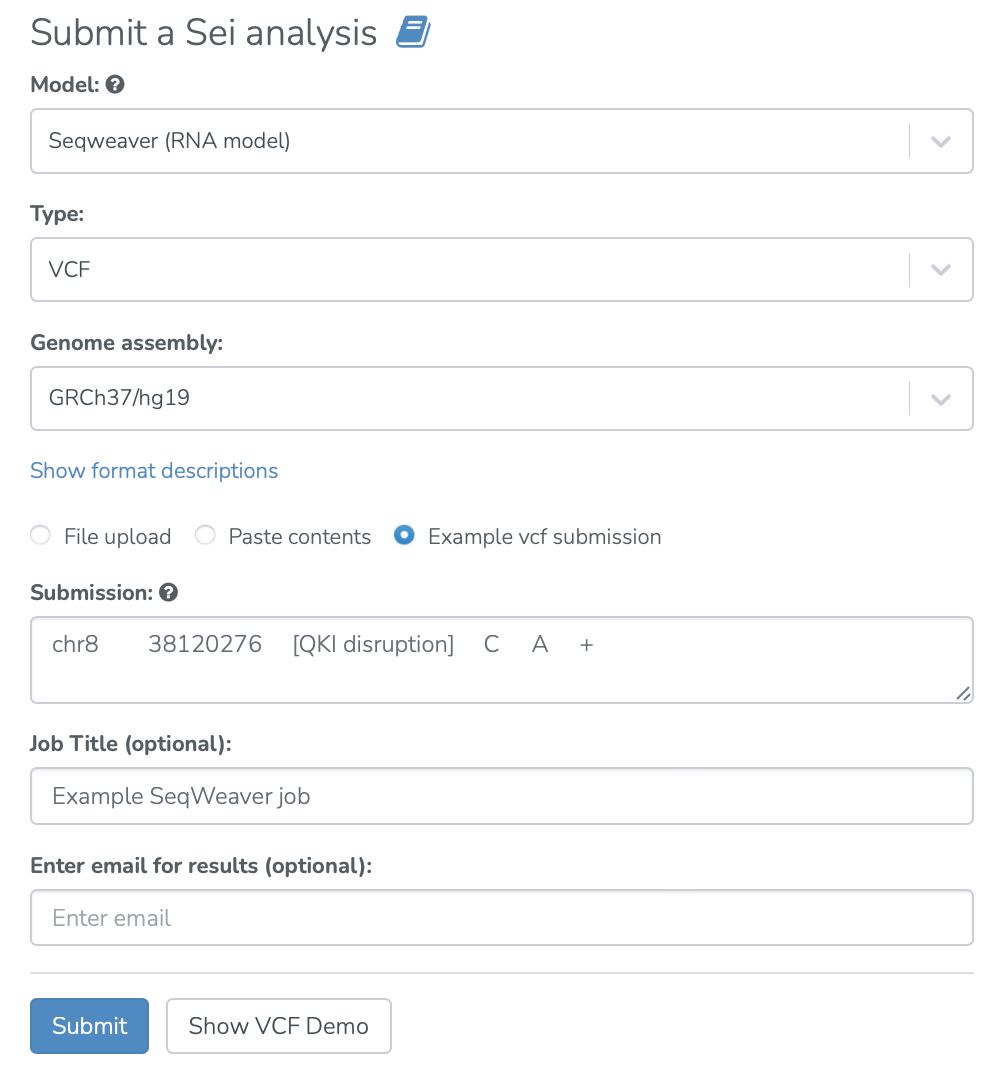 Submit a Sei analysis
Model:
Seqweaver (RNA model)
Type:
VCF
Genome assembly:
GRCh37/hg19
Show format descriptions
File upload Paste contents Example vcf submission
Submission:
chr8 38120276 [QKI disruption] C A +
Job Title (optional):
Example SeqWeaver job
Enter email for results (optional):
Enter email
Submit Show VCF Demo